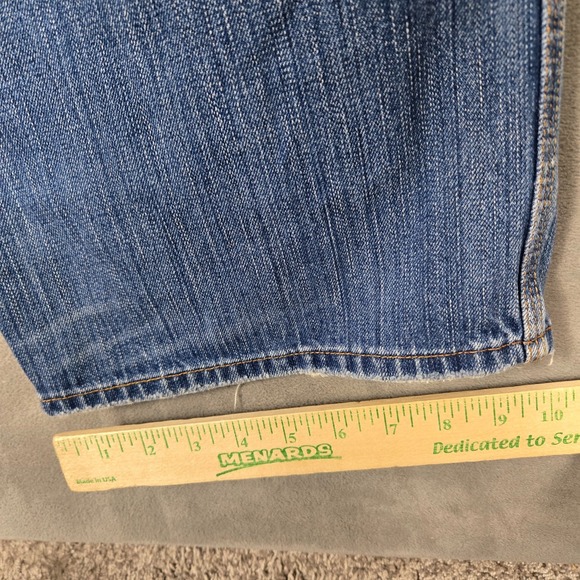 1 2 3 4 5 6 7 8 9 10
MENARDS Dedicated to Ser
Made in USA